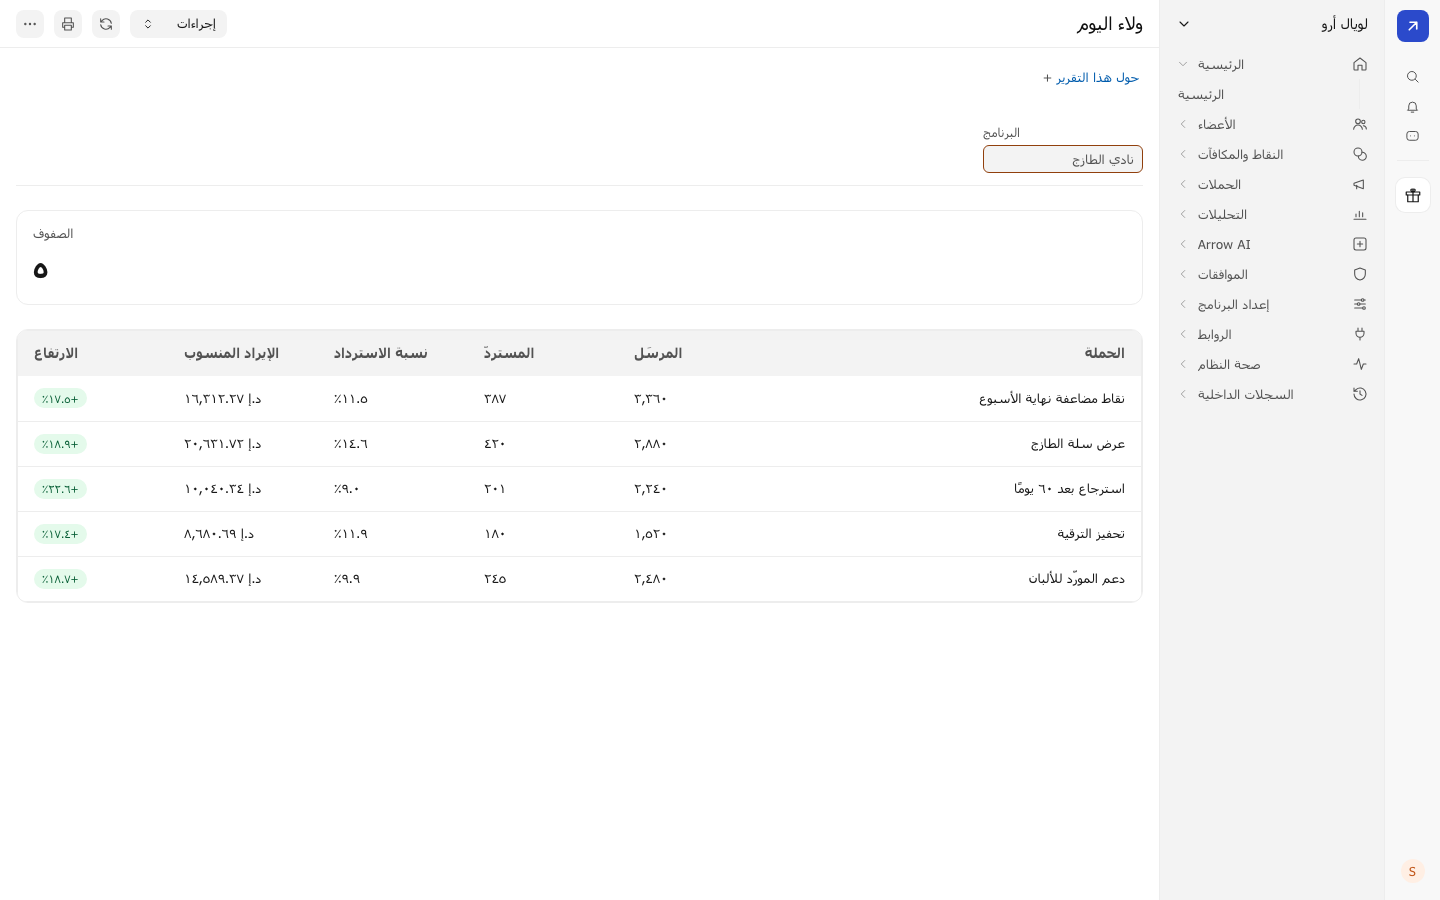 لويال أرو
الرئيسية
الرئيسية
الأعضاء
النقاط والمكافآت
الحملات
التحليلات
Arrow AI
الموافقات
إعداد البرنامج
الروابط
صحة النظام
السجلات الداخلية
S
ولاء اليوم
إجراءات
حول هذا التقرير +
البرنامج
نادي الطازج
الصفوف
٥
الحملة المرسَل المستردّ نسبة الاسترداد الإيراد المنسوب الارتفاع
نقاط مضاعفة نهاية الأسبوع ٣,٣٦٠ ٣٨٧ ١١.٥٪ د.إ ١٦,٣١٣.٣٧ +١٧.٥٪
عرض سلة الطازج ٢,٨٨٠ ٤٢٠ ١٤.٦٪ د.إ ٢٠,٦٣١.٧٢ +١٨.٩٪
استرجاع بعد ٦٠ يومًا ٢,٢٤٠ ٢٠١ ٩.٠٪ د.إ ١٠,٠٤٠.٣٤ +٢٢.٦٪
تحفيز الترقية ١,٥٢٠ ١٨٠ ١١.٩٪ د.إ ٨,٦٨٠.٦٩ +١٧.٤٪
دعم المورّد للألبان ٢,٤٨٠ ٢٤٥ ٩.٩٪ د.إ ١٤,٥٨٩.٣٧ +١٨.٧٪